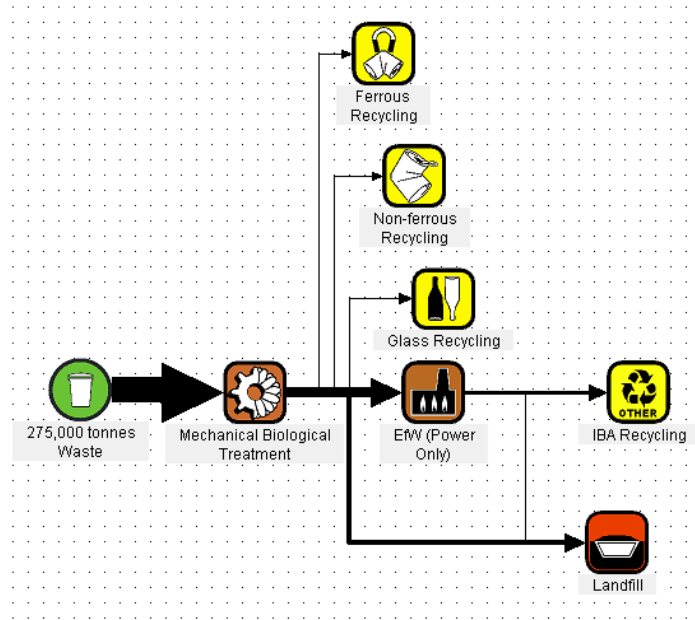 Ferrous
Recycling
Non-ferrous
Recycling
Glass Recycling
275,000 tonnes
Waste
Mechanical Biological
Treatment
EfW (Power
Only)
OTHER
IBA Recycling
Landfill